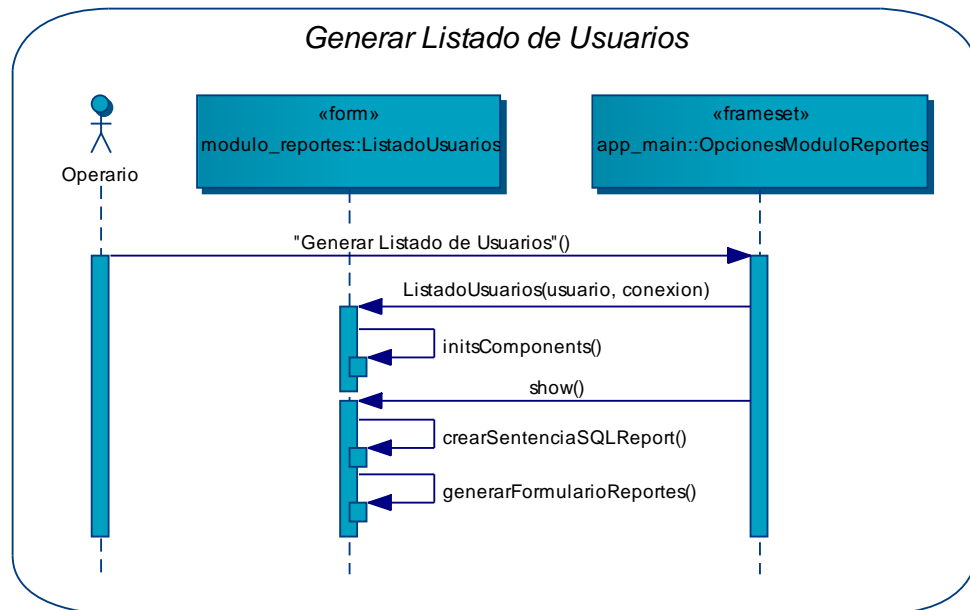 Generar Listado de Usuarios
«form»
modulo_reportes::ListadoUsuarios
«frameset»
app_main::OpcionesModuloReportes
Operario
"Generar Listado de Usuarios"()
ListadoUsuarios(usuario, conexion)
initsComponents()
show()
crearSentenciaSQLReport()
generarFormularioReportes()